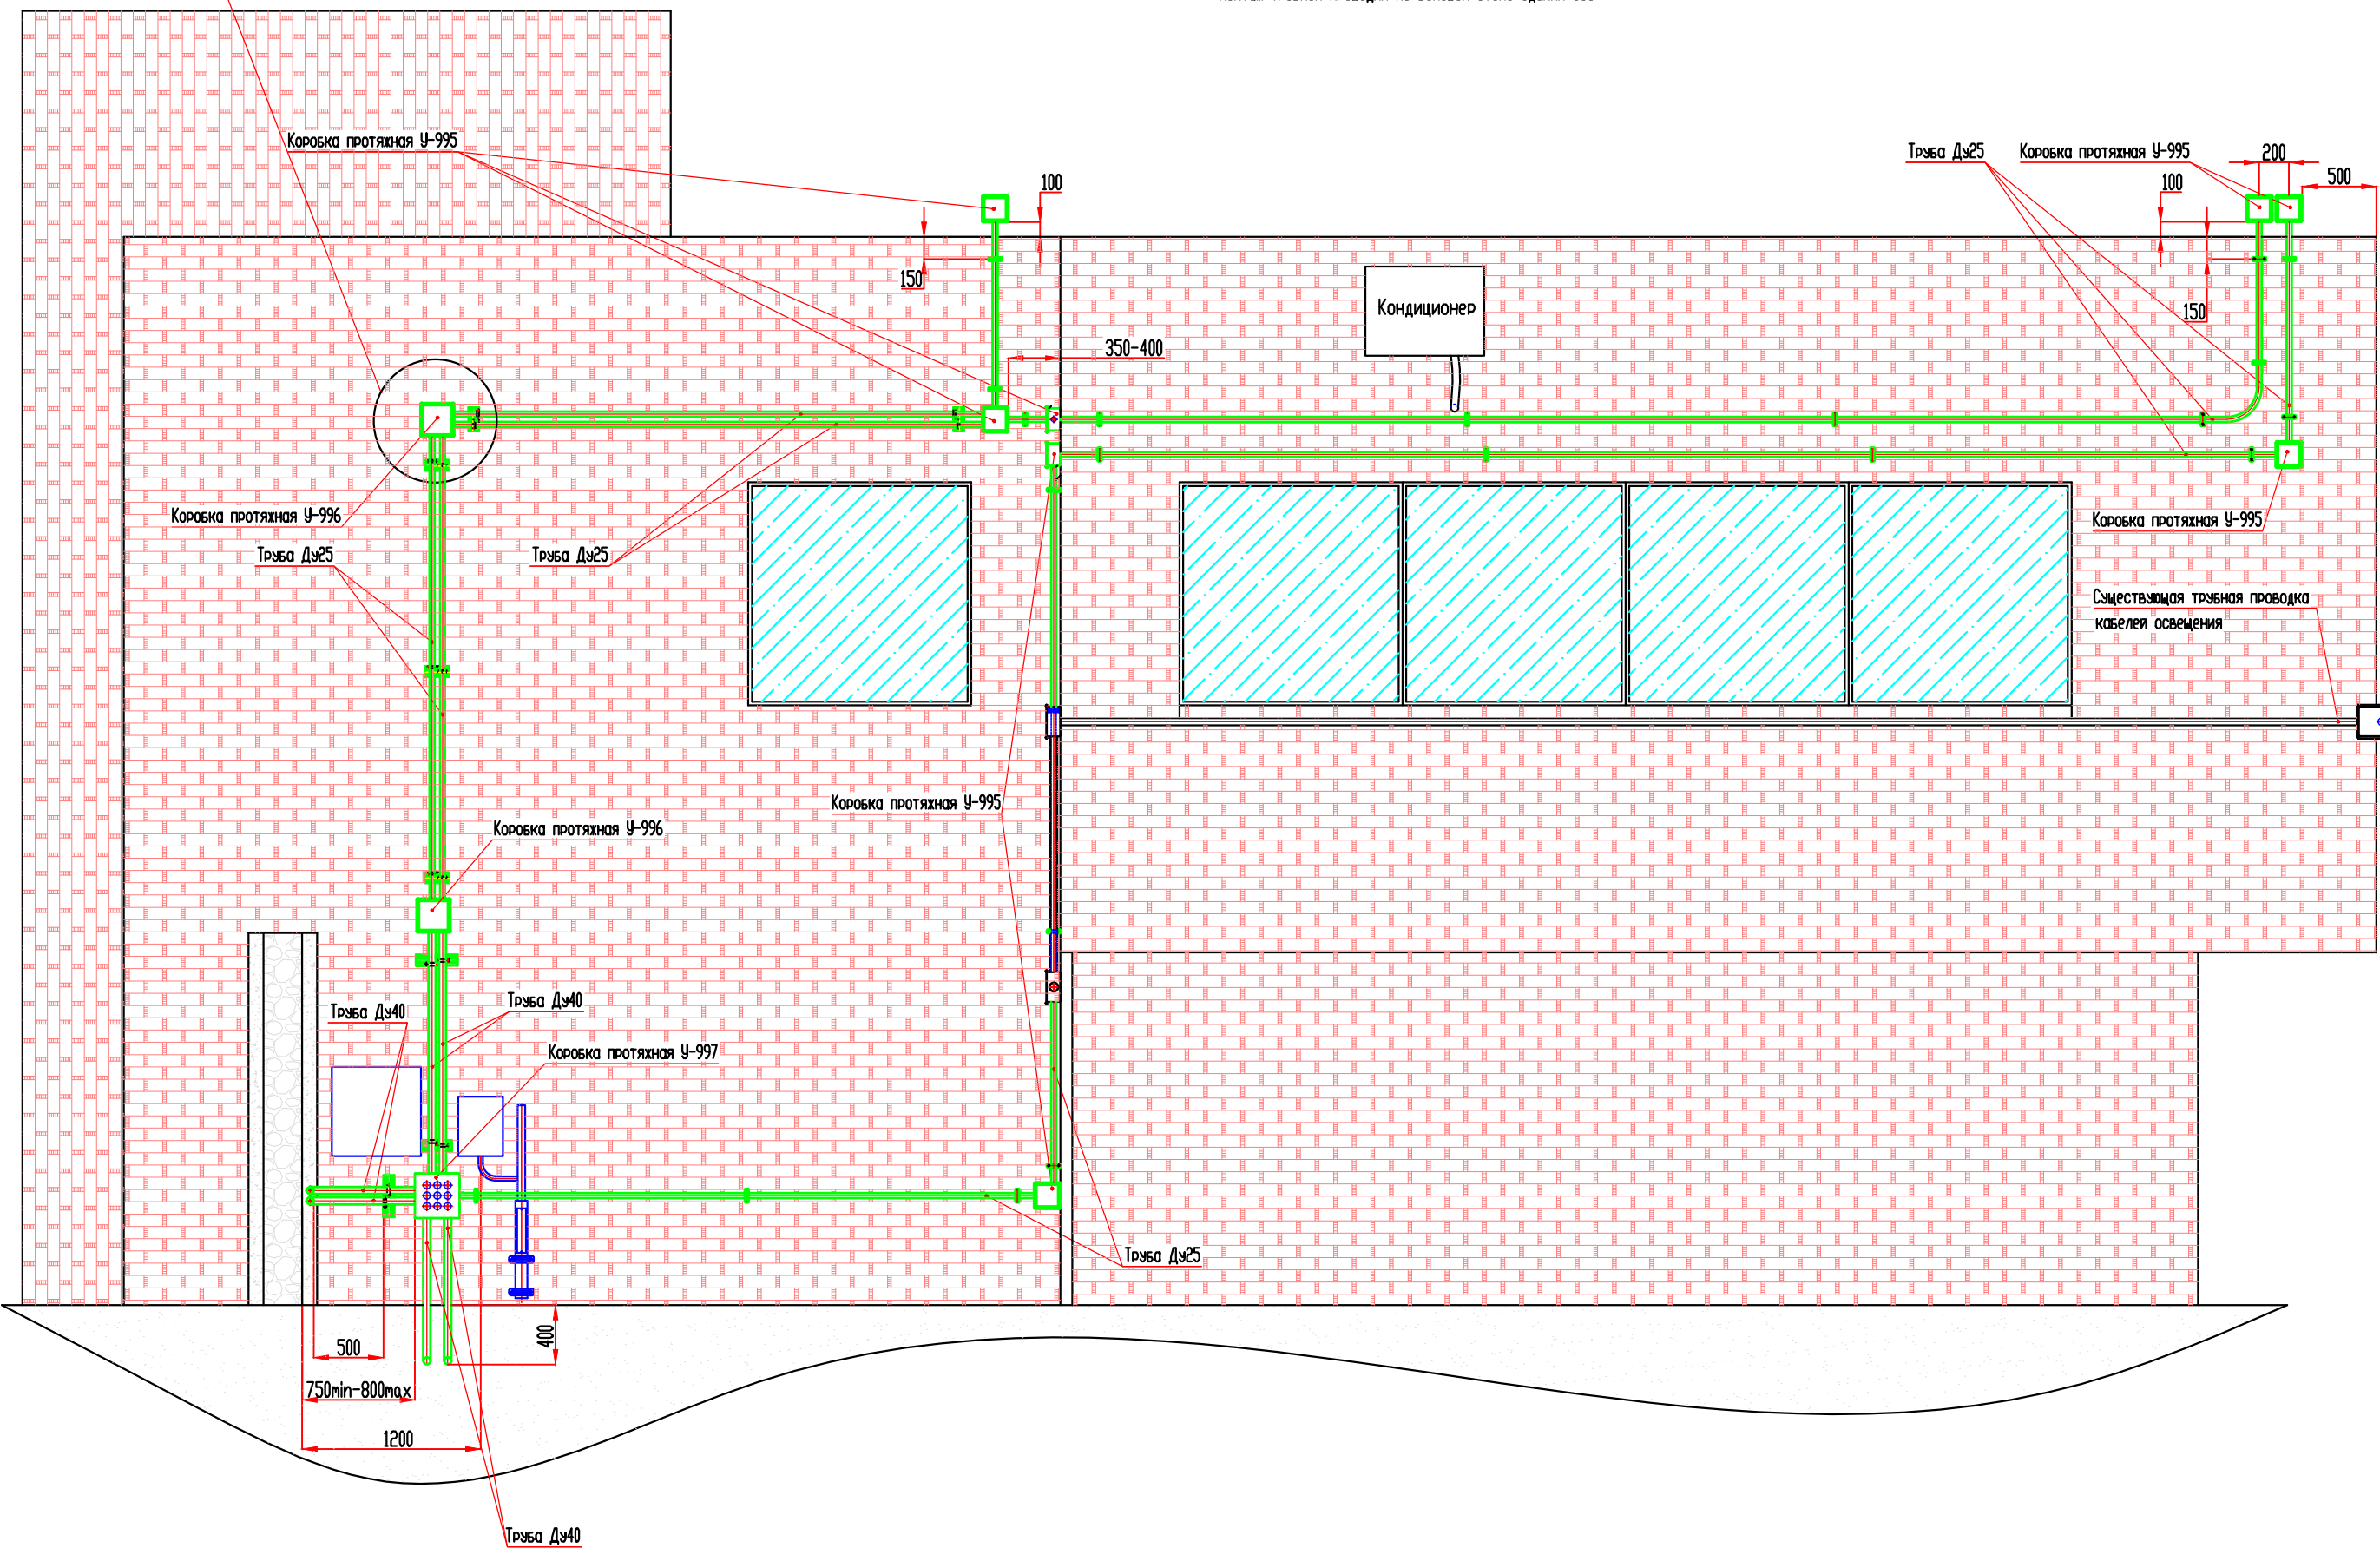 Коробка протяжная У-995
Труба Ду25
Коробка протяжная У-995
200
500
100
100
150
150
Кондиционер
350-400
Коробка протяжная У-996
Коробка протяжная У-995
Труба Ду25
Труба Ду25
Существующая трубная проводка
кабелей освещения
Коробка протяжная У-995
Коробка протяжная У-996
Труба Ду40
Труба Ду40
Коробка протяжная У-997
Труба Ду25
400
500
750min-800max
1200
Труба Ду40